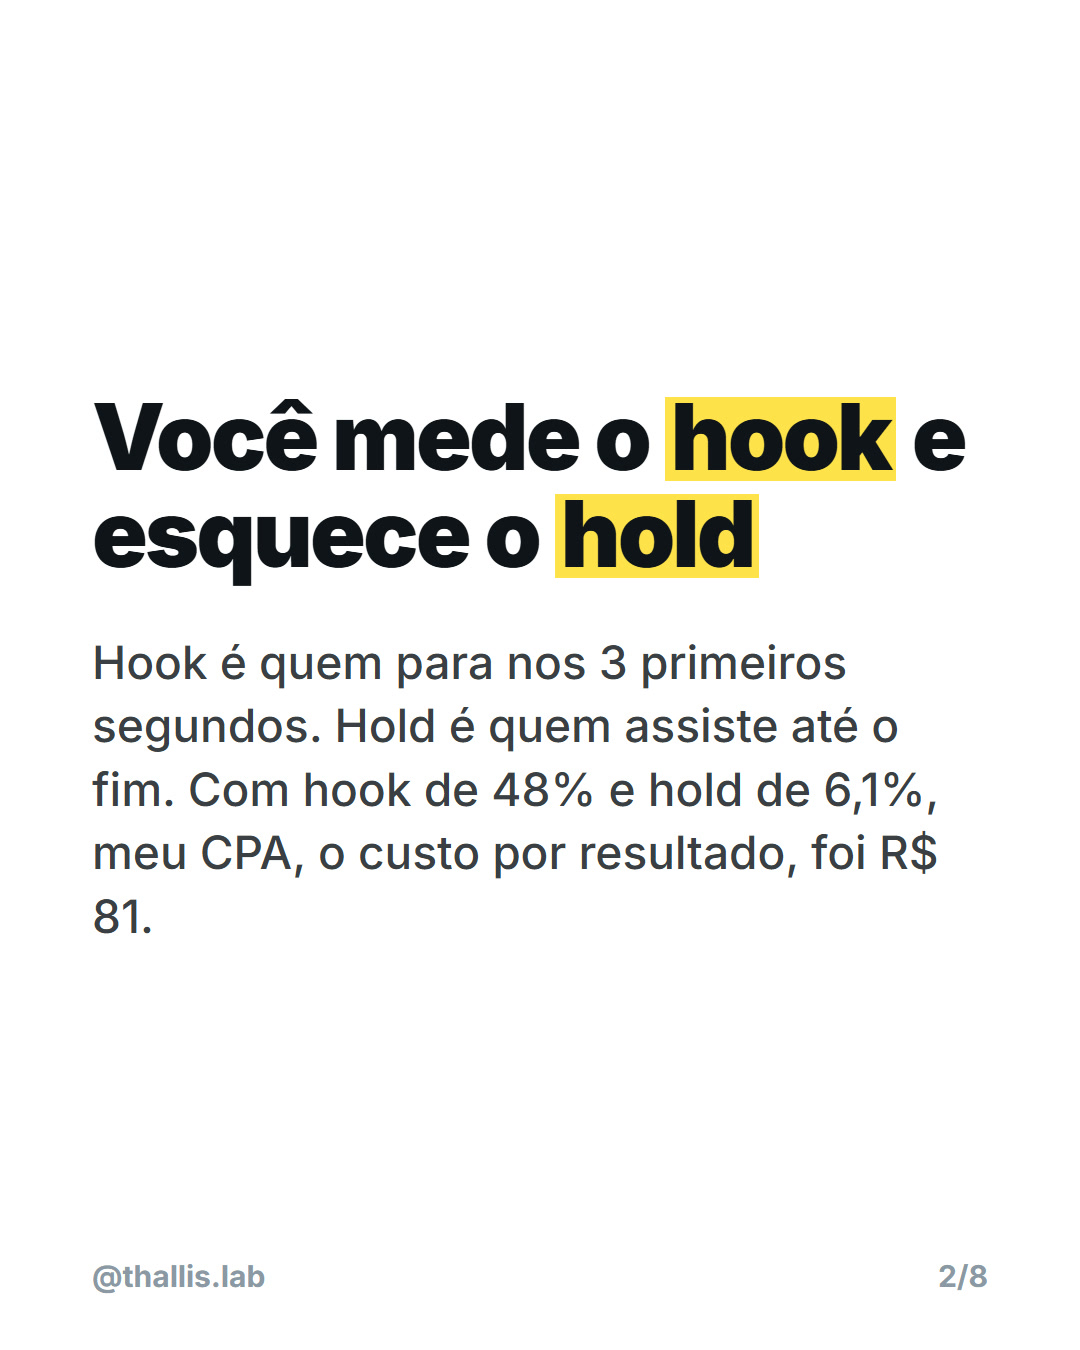 Você mede o hook e
esquece o hold
Hook é quem para nos 3 primeiros
segundos. Hold é quem assiste até o
fim. Com hook de 48% e hold de 6,1%,
meu CPA, o custo por resultado, foi R$
81.
@thallis.lab
2/8